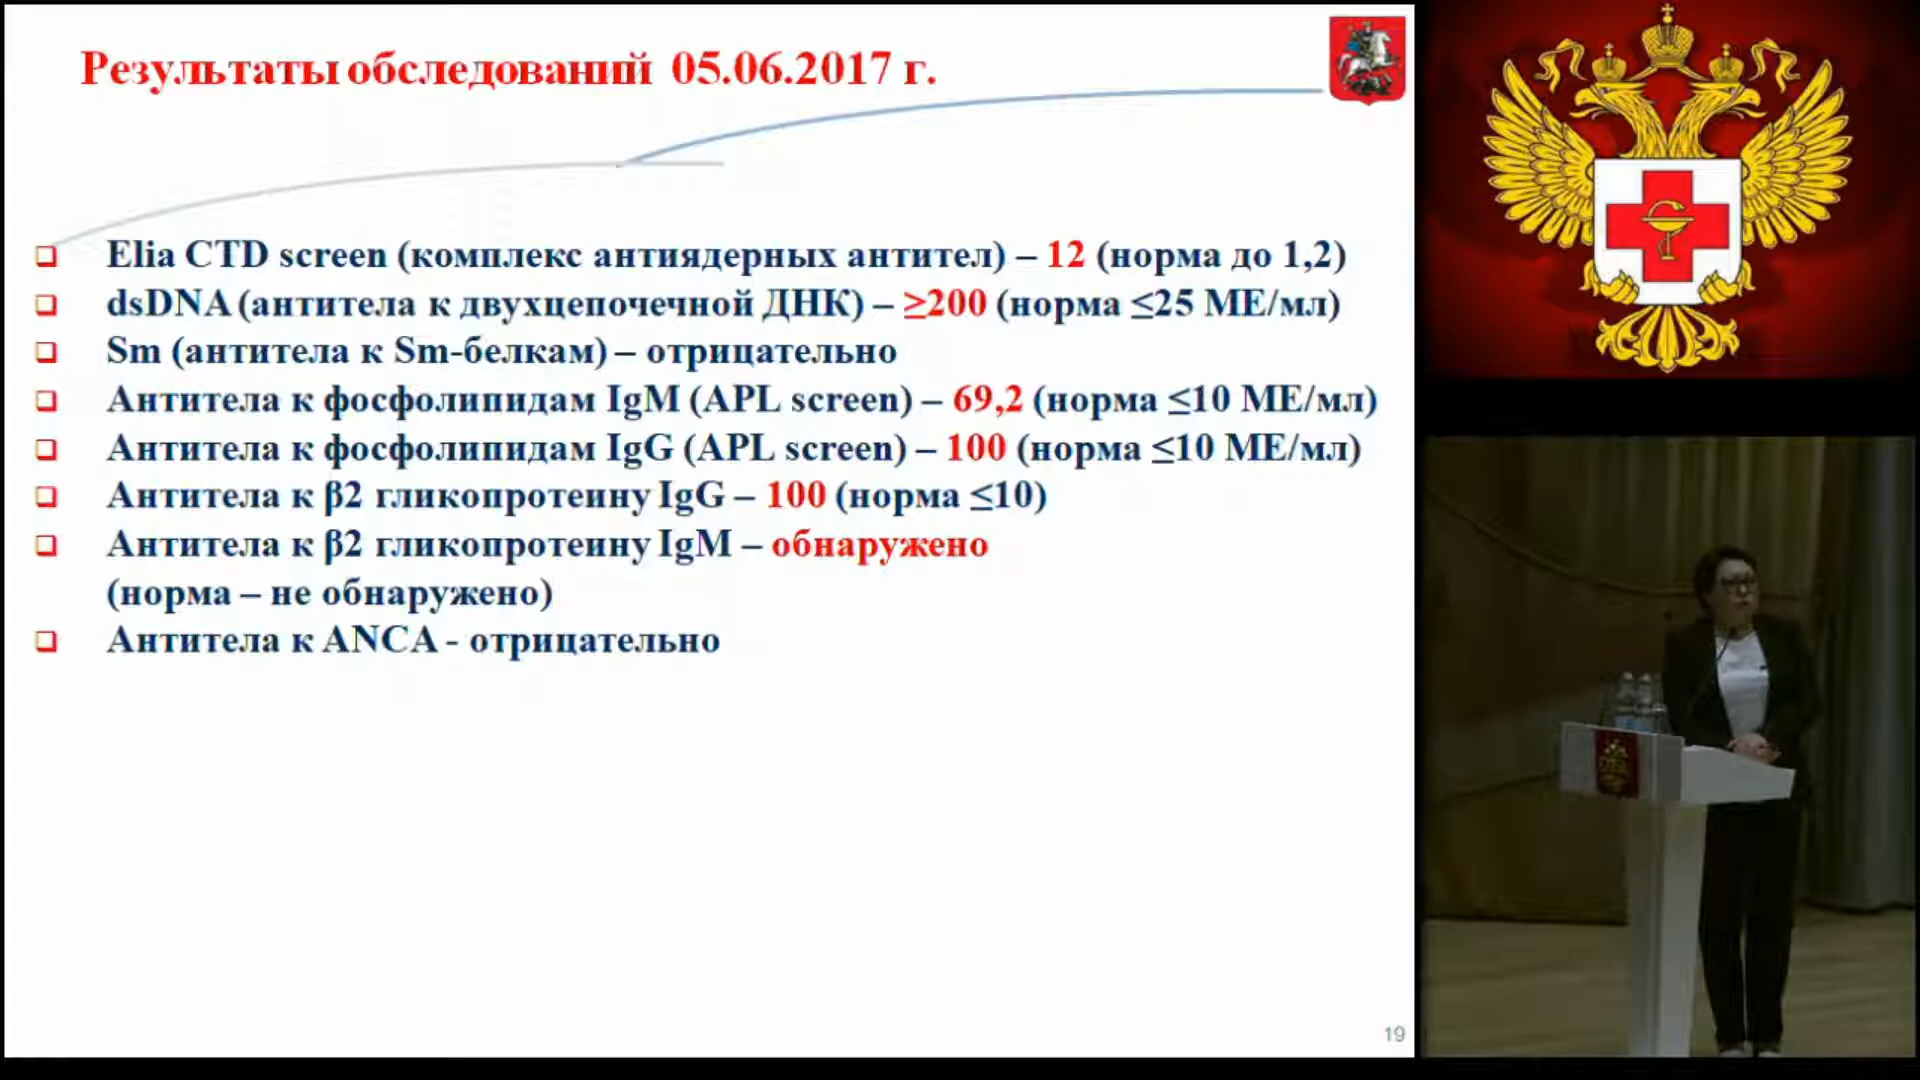 Результаты обследований 05.06.2017 г.
Elia CTD screen (комплекс антиядерных антител) – 12 (норма до 1,2)
dsDNA (антитела к двухцепочечной ДНК) – ≥200 (норма ≤25 МЕ/мл)
Sm (антитела к Sm-белкам) – отрицательно
Антитела к фосфолипидам IgM (APL screen) – 69,2 (норма ≤10 МЕ/мл)
Антитела к фосфолипидам IgG (APL screen) – 100 (норма ≤10 МЕ/мл)
Антитела к β2 гликопротеину IgG – 100 (норма ≤10)
Антитела к β2 гликопротеину IgM – обнаружено
(норма – не обнаружено)
Антитела к ANCA - отрицательно
19